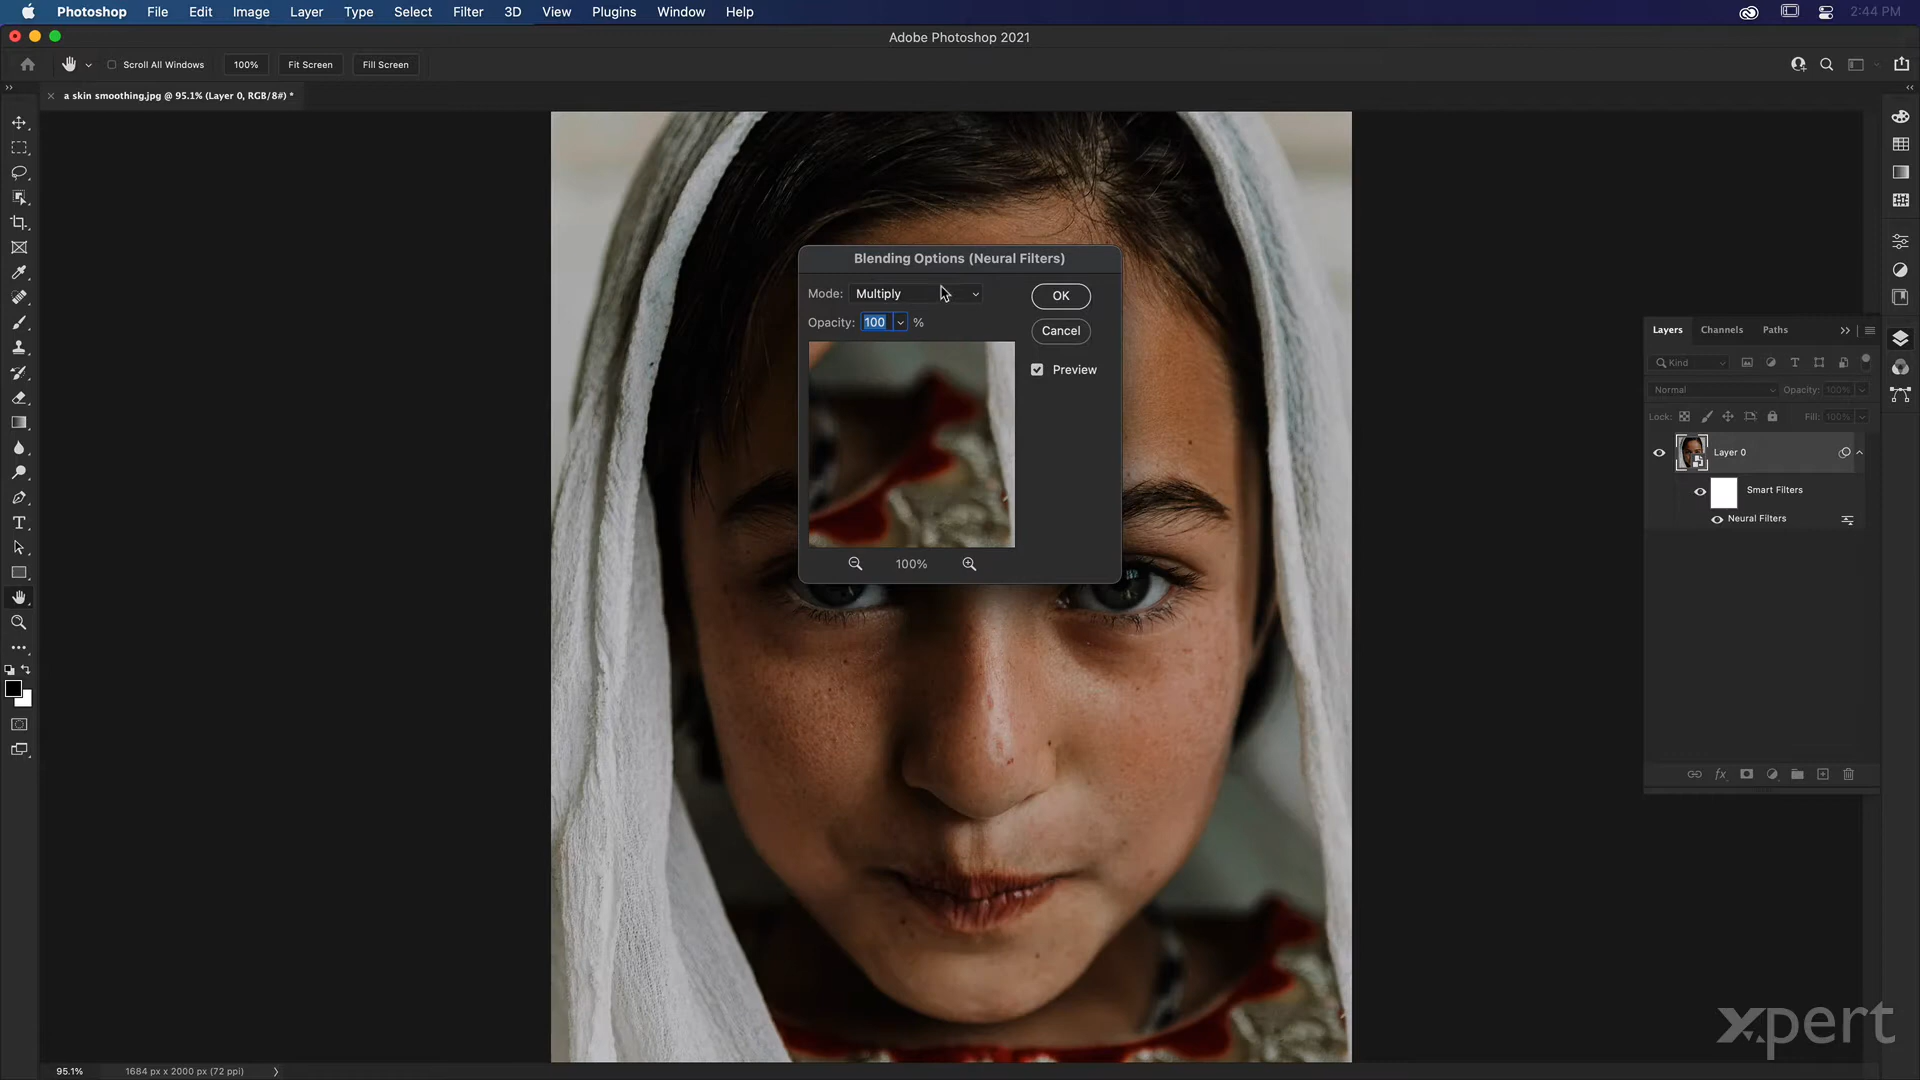 Photoshop File Edit Image Layer Type Select Filter 3D View Plugins Window Help 2:44 PM
Adobe Photoshop 2021
Scroll All Windows 100% Fit Screen Fill Screen
a skin smoothing.jpg @ 95.1% (Layer 0, RGB/8#) *
Blending Options (Neural Filters)
Mode: Multiply
OK
Opacity: 100 %
Cancel
Preview
100%
Layers Channels Paths
Kind
Normal Opacity: 100%
Lock: Fill: 100%
Layer 0
Smart Filters
Neural Filters
fx
xpert
95.1% 1684 px x 2000 px (72 ppi)